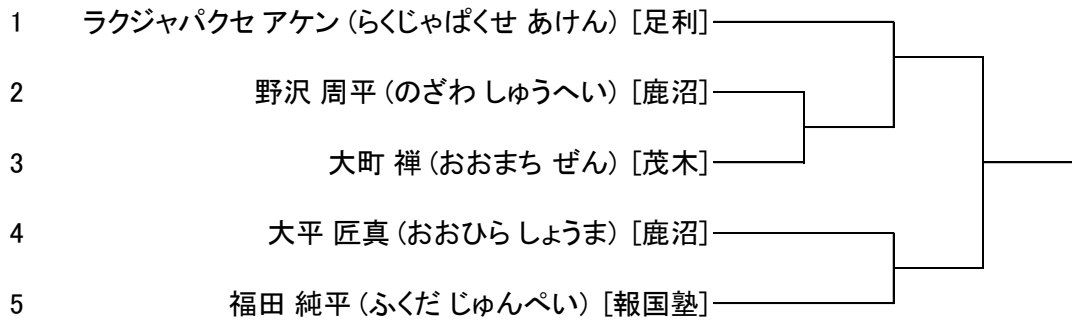 1 ラクジャパクセ アケン (らくじゃぱくせ あけん) [足利]
2 野沢 周平 (のざわ しゅうへい) [鹿沼]
3 大町 禅 (おおまち ぜん) [茂木]
4 大平 匠真 (おおひら しょうま) [鹿沼]
5 福田 純平 (ふくだ じゅんぺい) [報国塾]